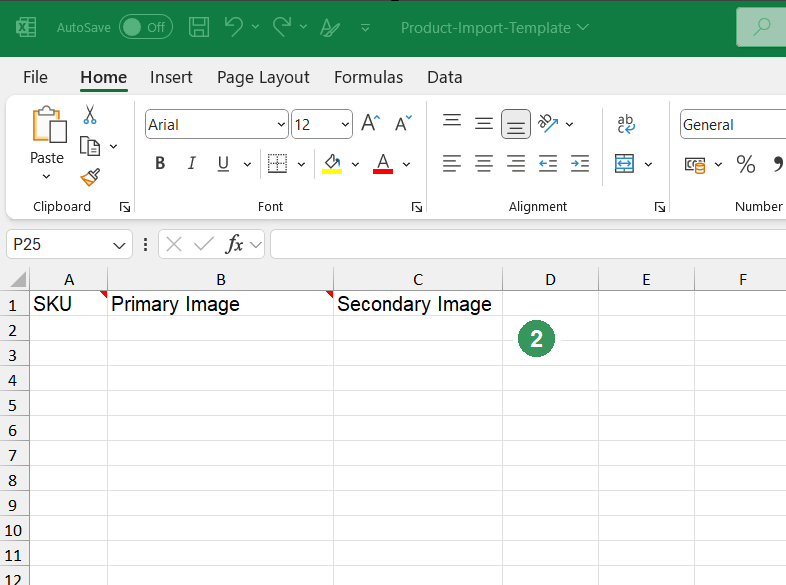 AutoSave Off Product-Import-Template
File Home Insert Page Layout Formulas Data
Paste Arial 12 A A ab c General
B I U A %
Clipboard Font Alignment Number
P25 fx
A B C D E F
1 SKU Primary Image Secondary Image
2
2
3
4
5
6
7
8
9
10
11
12